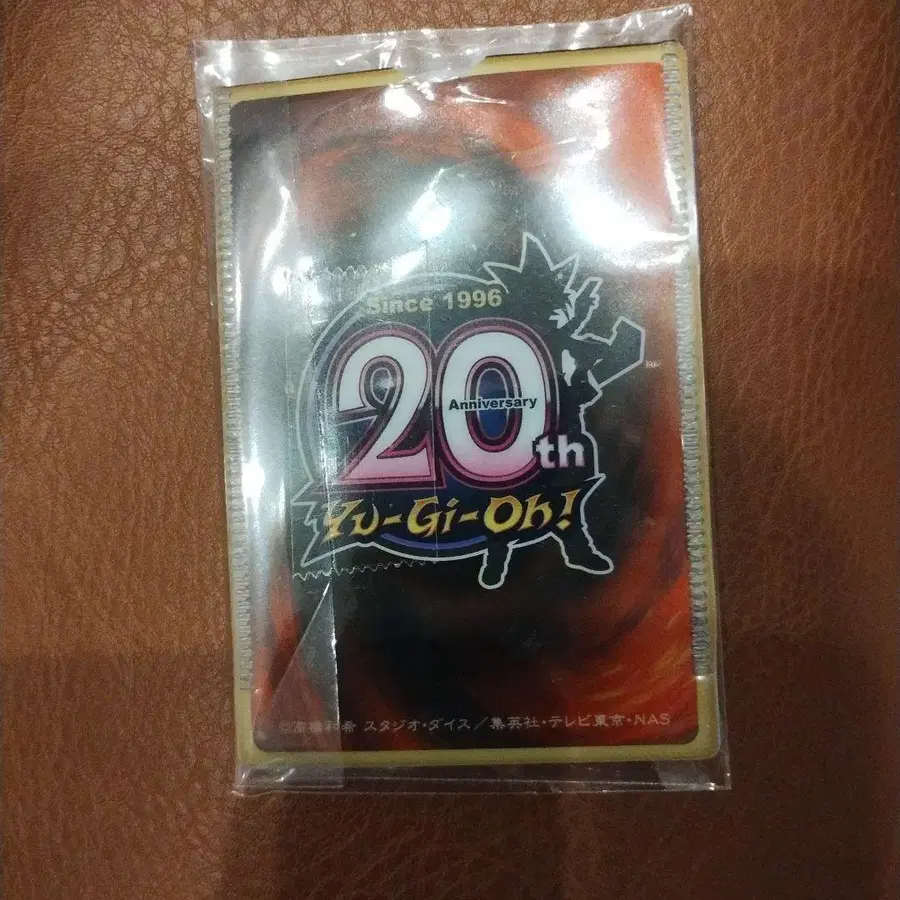 Since 1996
20th
Anniversary
Yu-Gi-Oh!
©高橋和希 スタジオ・ダイス／集英社・テレビ東京・NAS